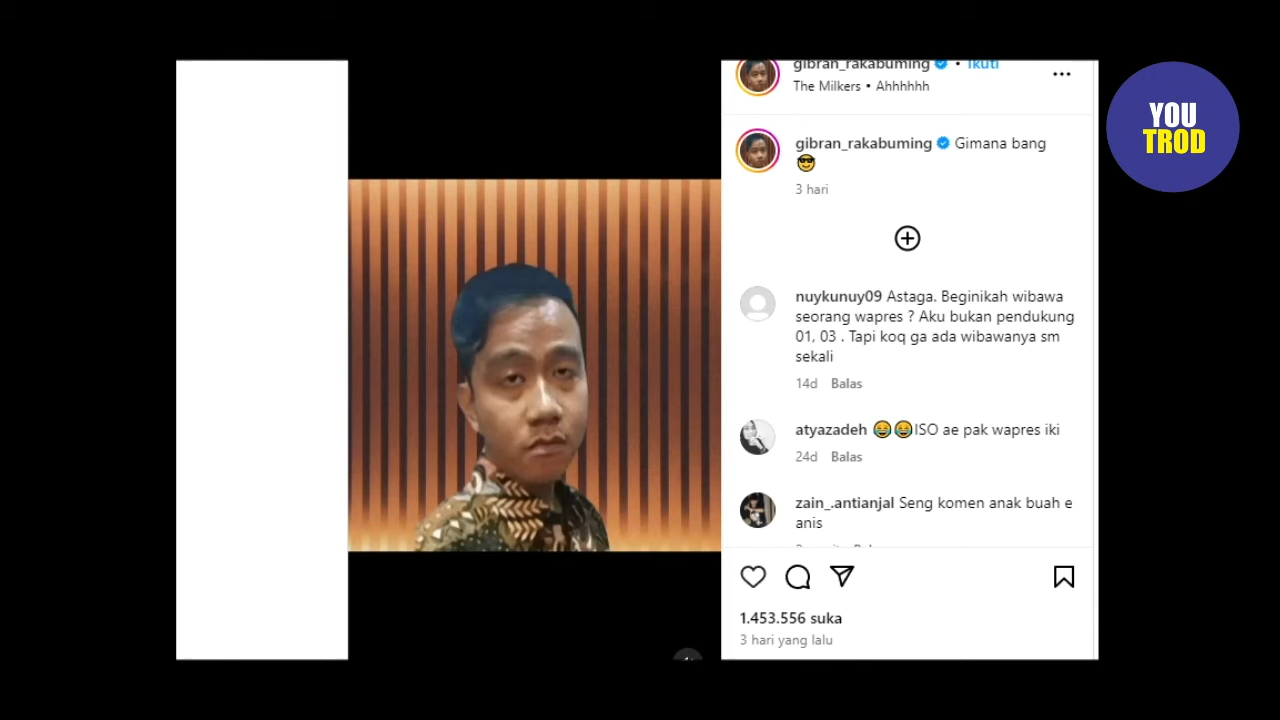 gibran_rakabuming • Ikuti
The Milkers • Ahhhhhh
YOU
TROD
gibran_rakabuming Gimana bang
😎
3 hari
nuykunuy09 Astaga. Beginikah wibawa
seorang wapres ? Aku bukan pendukung
01, 03 . Tapi koq ga ada wibawanya sm
sekali
14d Balas
atyazadeh 😂😂ISO ae pak wapres iki
24d Balas
zain_.antianjal Seng komen anak buah e
anis
1.453.556 suka
3 hari yang lalu